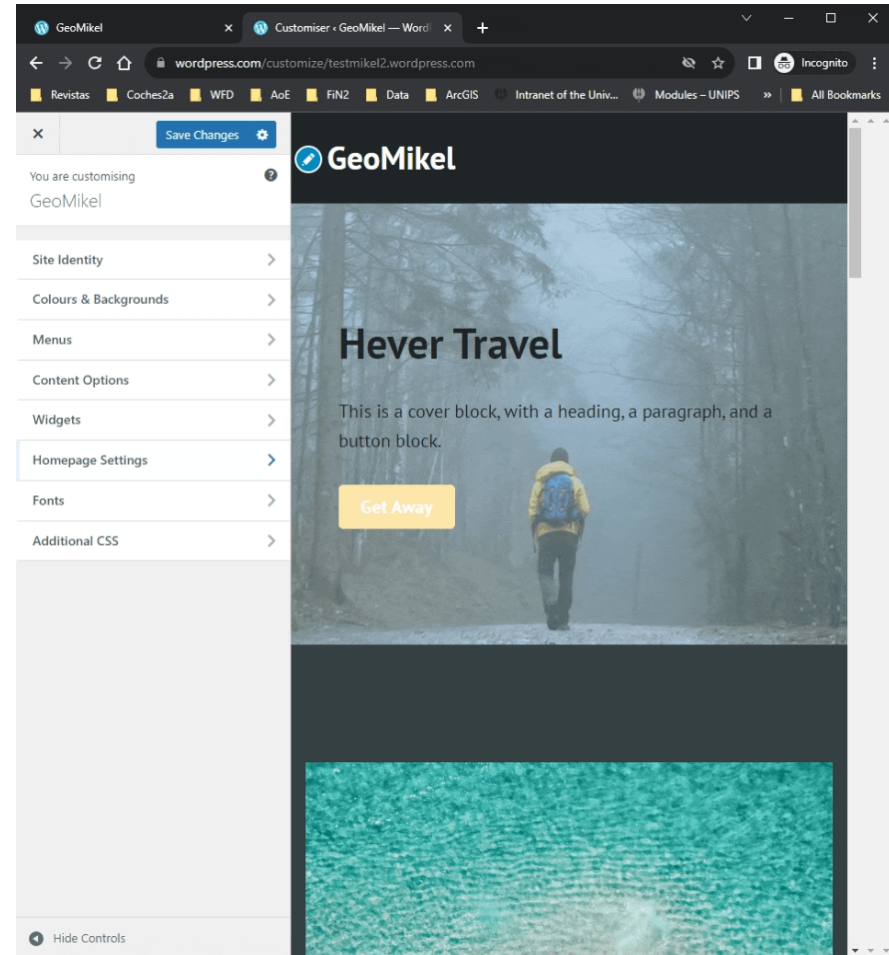 GeoMikel
Customiser ‹ GeoMikel — Word
wordpress.com/customize/testmikel2.wordpress.com
Incognito
Revistas Coches2a WFD AoE FiN2 Data ArcGIS Intranet of the Univ... Modules – UNIPS » All Bookmarks
Save Changes
You are customising
GeoMikel
Site Identity
Colours & Backgrounds
Menus
Content Options
Widgets
Homepage Settings
Fonts
Additional CSS
Hide Controls
GeoMikel
Hever Travel
This is a cover block, with a heading, a paragraph, and a
button block.
Get Away